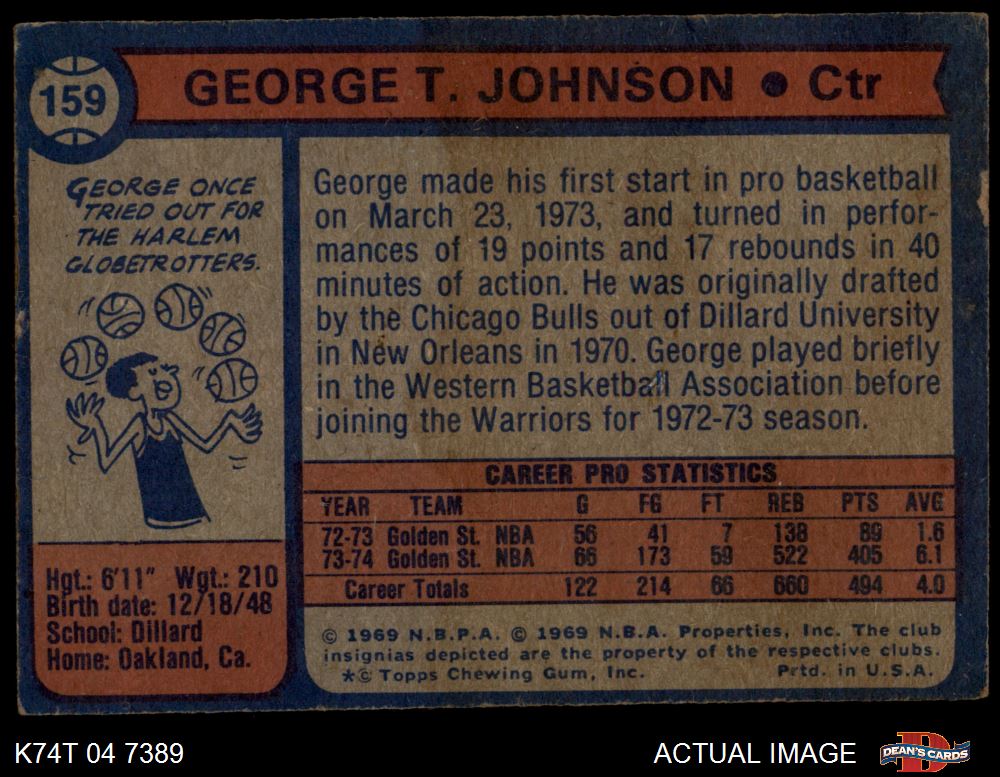 159
GEORGE T. JOHNSON ● Ctr
GEORGE ONCE
TRIED OUT FOR
THE HARLEM
GLOBETROTTERS.
George made his first start in pro basketball
on March 23, 1973, and turned in perfor-
mances of 19 points and 17 rebounds in 40
minutes of action. He was originally drafted
by the Chicago Bulls out of Dillard University
in New Orleans in 1970. George played briefly
in the Western Basketball Association before
joining the Warriors for 1972-73 season.
CAREER PRO STATISTICS
YEAR TEAM G FG FT REB PTS AVG
72-73 Golden St. NBA 56 41 7 138 89 1.6
73-74 Golden St. NBA 66 173 59 522 405 6.1
Career Totals 122 214 66 660 494 4.0
Hgt.: 6'11" Wgt.: 210
Birth date: 12/18/48
School: Dillard
Home: Oakland, Ca.
© 1969 N.B.P.A. © 1969 N.B.A. Properties, Inc. The club
insignias depicted are the property of the respective clubs.
*© Topps Chewing Gum, Inc. Prtd. in U.S.A.
K74T 04 7389
ACTUAL IMAGE
D
DEAN'S CARDS